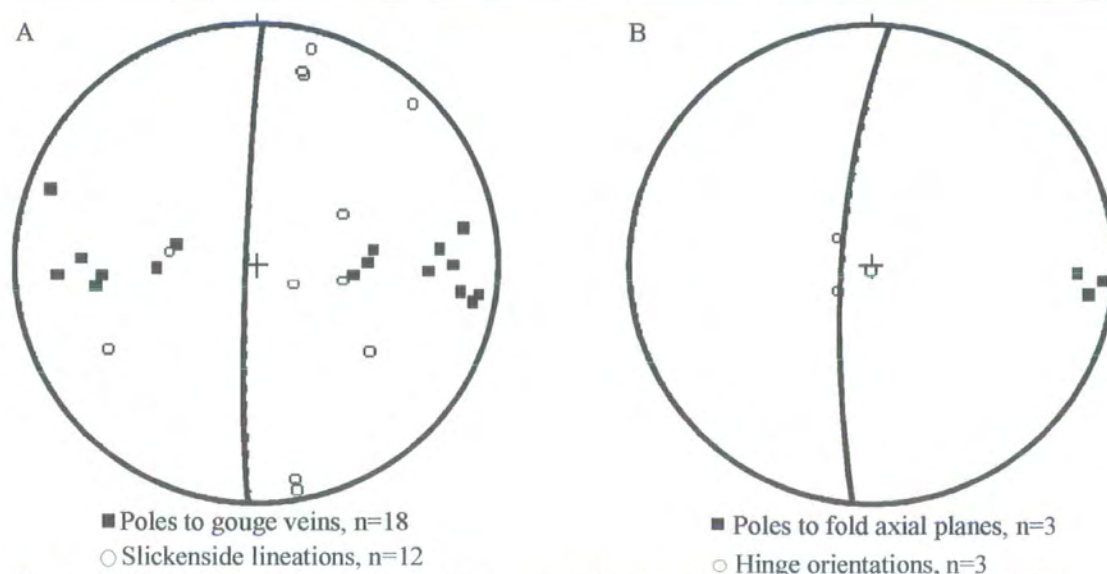 A
B
■ Poles to gouge veins, n=18
○ Slickenside lineations, n=12
■ Poles to fold axial planes, n=3
○ Hinge orientations, n=3